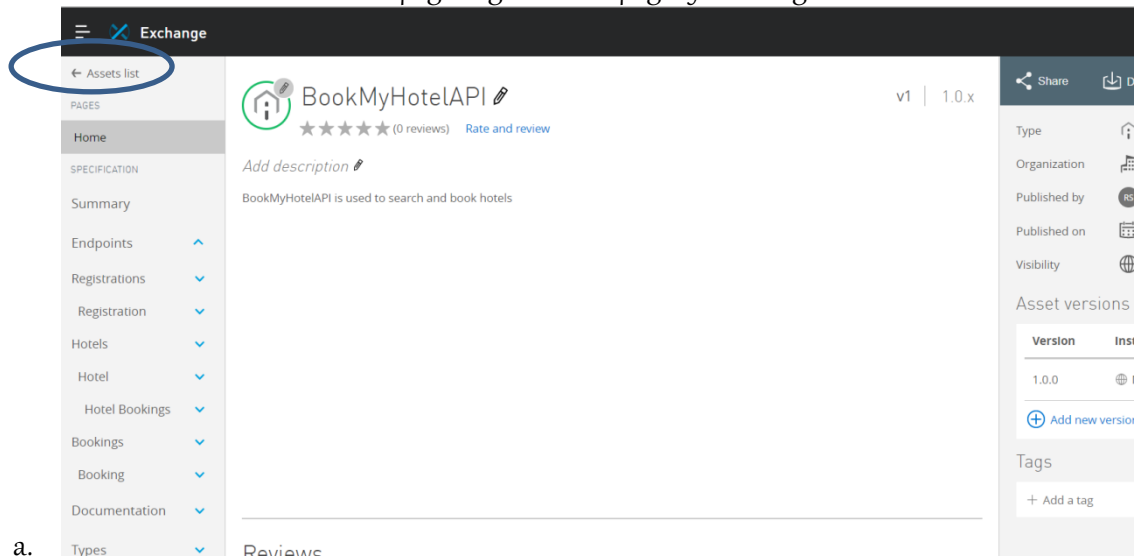 Exchange
← Assets list
PAGES
Home
SPECIFICATION
Summary
Endpoints
Registrations
Registration
Hotels
Hotel
Hotel Bookings
Bookings
Booking
Documentation
Types
BookMyHotelAPI
v1 | 1.0.x
(0 reviews) Rate and review
Add description
BookMyHotelAPI is used to search and book hotels
Reviews
Share
Type
Organization
Published by RS
Published on
Visibility
Asset versions
Version
1.0.0
+ Add new version
Tags
+ Add a tag
a.